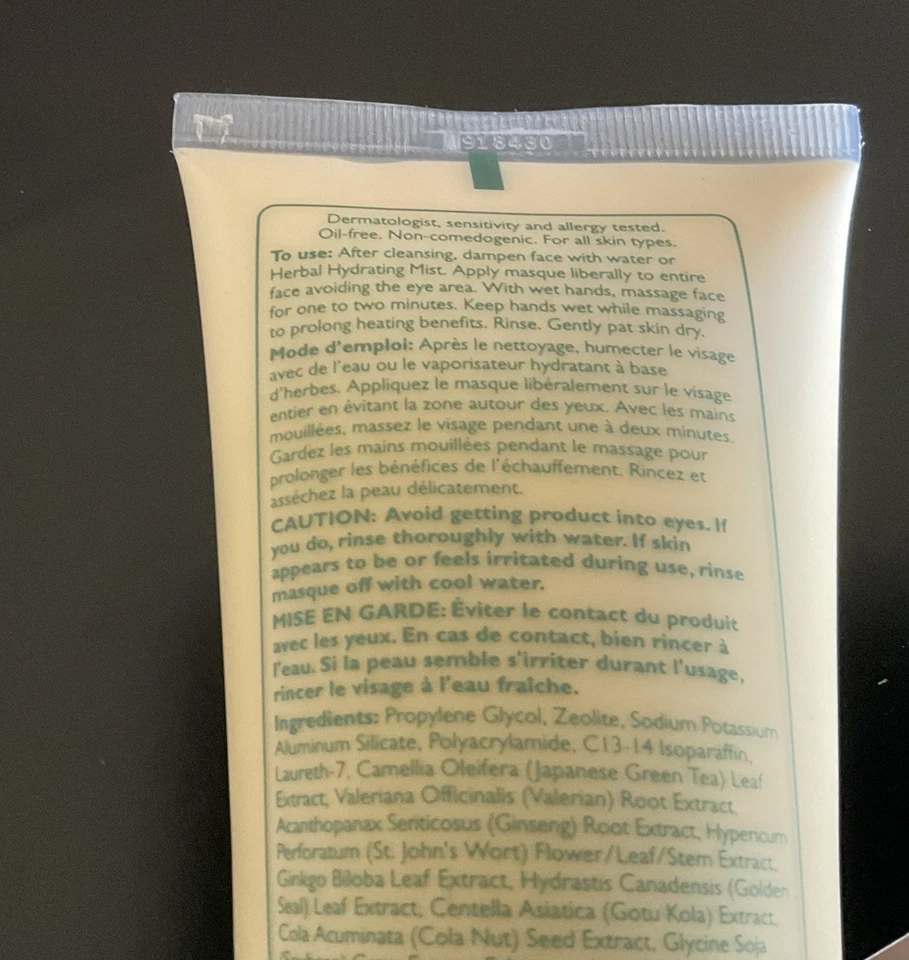 918430
Dermatologist, sensitivity and allergy tested.
Oil-free. Non-comedogenic. For all skin types.
To use: After cleansing, dampen face with water or
Herbal Hydrating Mist. Apply masque liberally to entire
face avoiding the eye area. With wet hands, massage face
for one to two minutes. Keep hands wet while massaging
to prolong heating benefits. Rinse. Gently pat skin dry.
Mode d'emploi: Après le nettoyage, humecter le visage
avec de l'eau ou le vaporisateur hydratant à base
d'herbes. Appliquez le masque libéralement sur le visage
entier en évitant la zone autour des yeux. Avec les mains
mouillées, massez le visage pendant une à deux minutes.
Gardez les mains mouillées pendant le massage pour
prolonger les bénéfices de l'échauffement. Rincez et
asséchez la peau délicatement.
CAUTION: Avoid getting product into eyes. If
you do, rinse thoroughly with water. If skin
appears to be or feels irritated during use, rinse
masque off with cool water.
MISE EN GARDE: Éviter le contact du produit
avec les yeux. En cas de contact, bien rincer à
l'eau. Si la peau semble s'irriter durant l'usage,
rincer le visage à l'eau fraîche.
Ingredients: Propylene Glycol, Zeolite, Sodium Potassium
Aluminum Silicate, Polyacrylamide, C13-14 Isoparaffin,
Laureth-7, Camellia Oleifera (Japanese Green Tea) Leaf
Extract, Valeriana Officinalis (Valerian) Root Extract,
Acanthopanax Senticosus (Ginseng) Root Extract, Hypericum
Perforatum (St. John's Wort) Flower/Leaf/Stem Extract,
Ginkgo Biloba Leaf Extract, Hydrastis Canadensis (Golden
Seal) Leaf Extract, Centella Asiatica (Gotu Kola) Extract,
Cola Acuminata (Cola Nut) Seed Extract, Glycine Soja